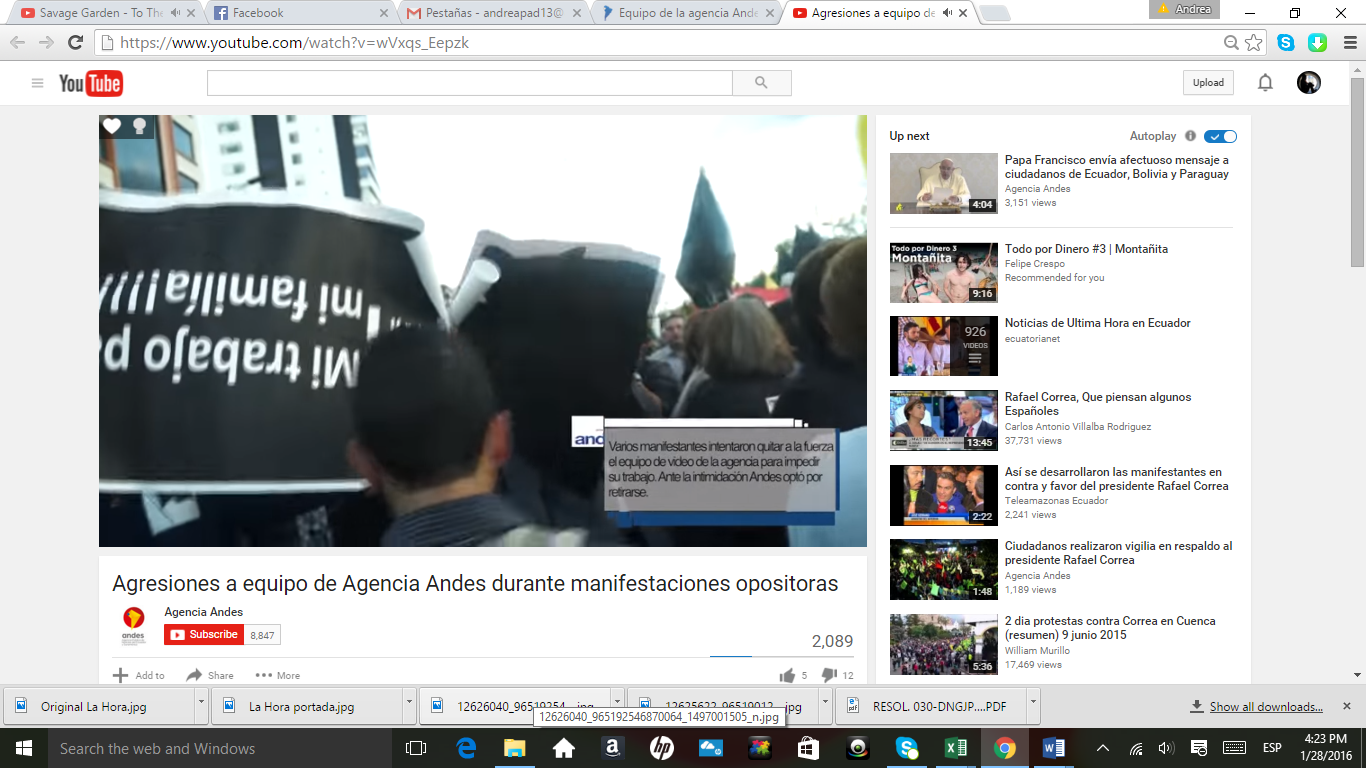 Savage Garden - To The
Facebook
Pestañas - andreapad13@
Equipo de la agencia Ande
Agresiones a equipo de
Andrea
https://www.youtube.com/watch?v=wVxqs_Eepzk
YouTube
Upload
Mi trabajo
mi familia!!!!
and
Varios manifestantes intentaron quitar a la fuerza
el equipo de video de la agencia para impedir
su trabajo. Ante la intimidación Andes optó por
retirarse.
Agresiones a equipo de Agencia Andes durante manifestaciones opositoras
andes
Agencia Andes
Subscribe 8,847
2,089
Add to Share More 5 12
Up next Autoplay
Papa Francisco envía afectuoso mensaje a
ciudadanos de Ecuador, Bolivia y Paraguay
Agencia Andes
3,151 views
4:04
Todo por Dinero 3
Montañita
9:16
Todo por Dinero #3 | Montañita
Felipe Crespo
Recommended for you
926
VIDEOS
Noticias de Ultima Hora en Ecuador
ecuatorianet
Rafael Correa, Que piensan algunos
Españoles
Carlos Antonio Villalba Rodriguez
37,731 views
13:45
Así se desarrollaron las manifestantes en
contra y favor del presidente Rafael Correa
Teleamazonas Ecuador
2,241 views
2:22
Ciudadanos realizaron vigilia en respaldo al
presidente Rafael Correa
Agencia Andes
1,189 views
1:48
2 dia protestas contra Correa en Cuenca
(resumen) 9 junio 2015
William Murillo
17,469 views
5:36
Original La Hora.jpg
La Hora portada.jpg
12626040_96519254....jpg
12625622_96519012....jpg
RESOL. 030-DNGJP....PDF
Show all downloads...
12626040_965192546870064_1497001505_n.jpg
Search the web and Windows
ESP
4:23 PM
1/28/2016